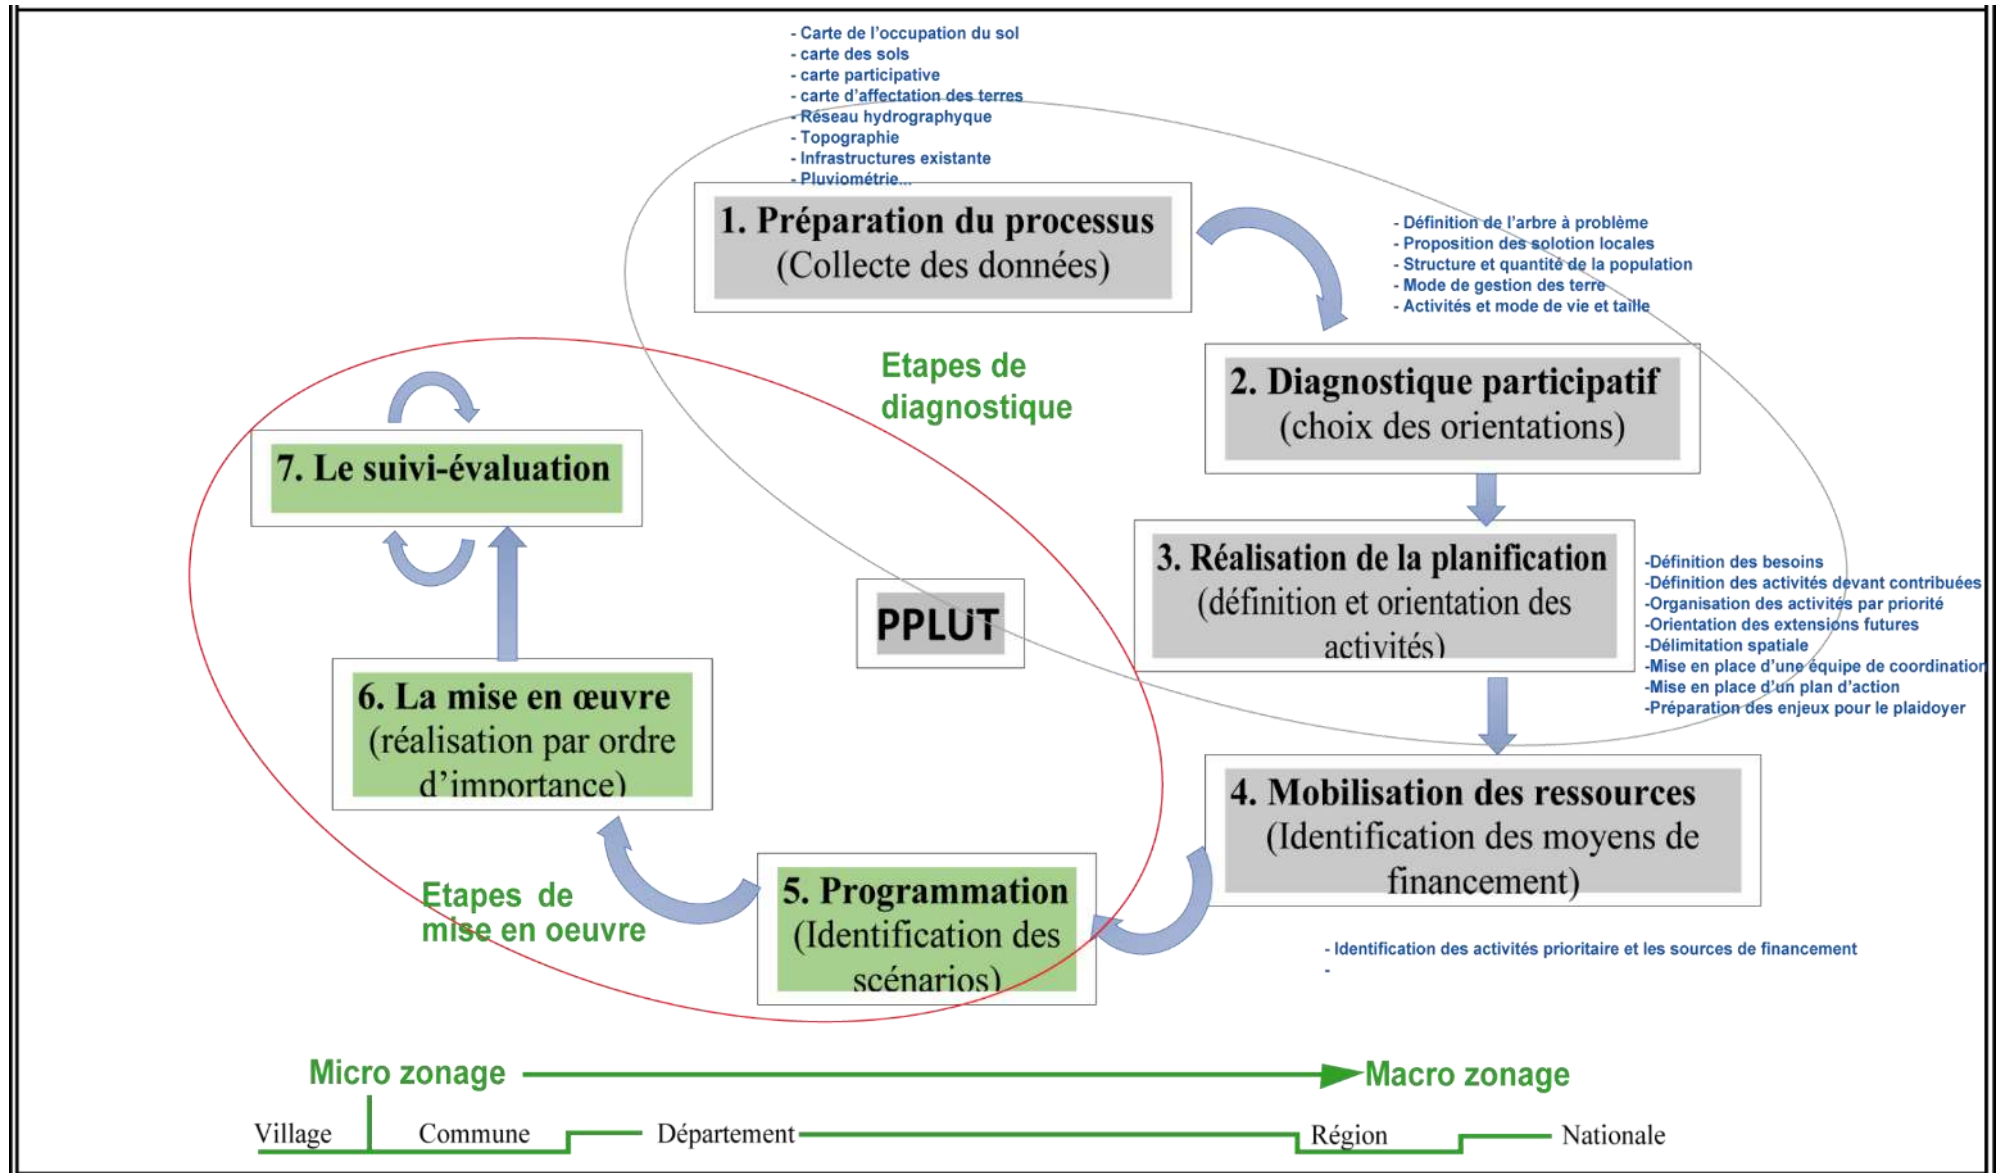 - Carte de l'occupation du sol
- carte des sols
- carte participative
- carte d'affectation des terres
- Réseau hydrographyque
- Topographie
- Infrastructures existante
- Pluviométrie...
1. Préparation du processus
(Collecte des données)
- Définition de l'arbre à problème
- Proposition des solotion locales
- Structure et quantité de la population
- Mode de gestion des terre
- Activités et mode de vie et taille
Etapes de
diagnostique
2. Diagnostique participatif
(choix des orientations)
7. Le suivi-évaluation
3. Réalisation de la planification
(définition et orientation des
activités)
-Définition des besoins
-Définition des activités devant contribuées
-Organisation des activités par priorité
-Orientation des extensions futures
-Délimitation spatiale
-Mise en place d'une équipe de coordination
-Mise en place d'un plan d'action
-Préparation des enjeux pour le plaidoyer
PPLUT
6. La mise en œuvre
(réalisation par ordre
d'importance)
4. Mobilisation des ressources
(Identification des moyens de
financement)
Etapes de
mise en oeuvre
5. Programmation
(Identification des
scénarios)
- Identification des activités prioritaire et les sources de financement
-
Micro zonage
Macro zonage
Village
Commune
Département
Région
Nationale